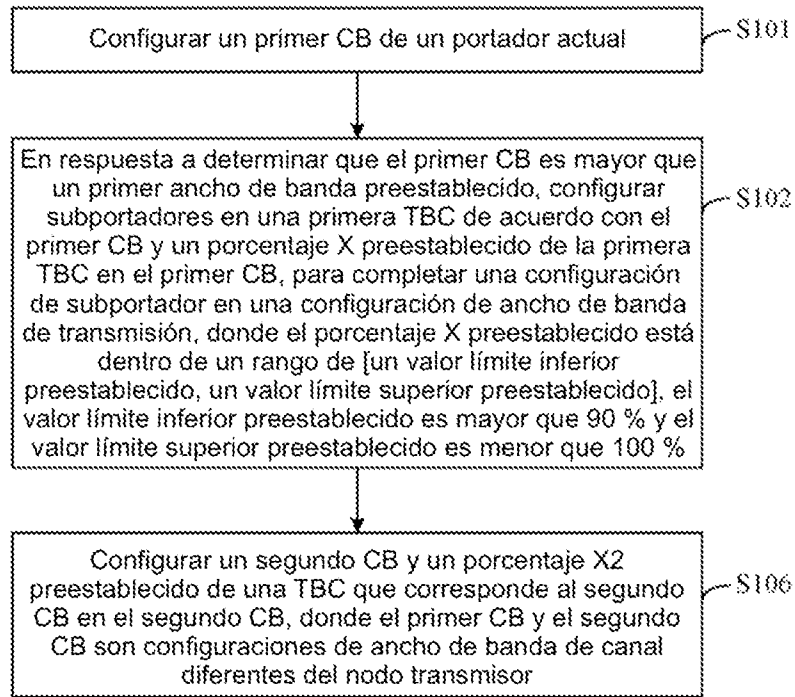 Configurar un primer CB de un portador actual
S101
En respuesta a determinar que el primer CB es mayor que
un primer ancho de banda preestablecido, configurar
subportadores en una primera TBC de acuerdo con el
primer CB y un porcentaje X preestablecido de la primera
TBC en el primer CB, para completar una configuración
de subportador en una configuración de ancho de banda
de transmisión, donde el porcentaje X preestablecido está
dentro de un rango de [un valor límite inferior
preestablecido, un valor límite superior preestablecido], el
valor límite inferior preestablecido es mayor que 90 % y el
valor límite superior preestablecido es menor que 100 %
S102
Configurar un segundo CB y un porcentaje X2
preestablecido de una TBC que corresponde al segundo
CB en el segundo CB, donde el primer CB y el segundo
CB son configuraciones de ancho de banda de canal
diferentes del nodo transmisor
S106